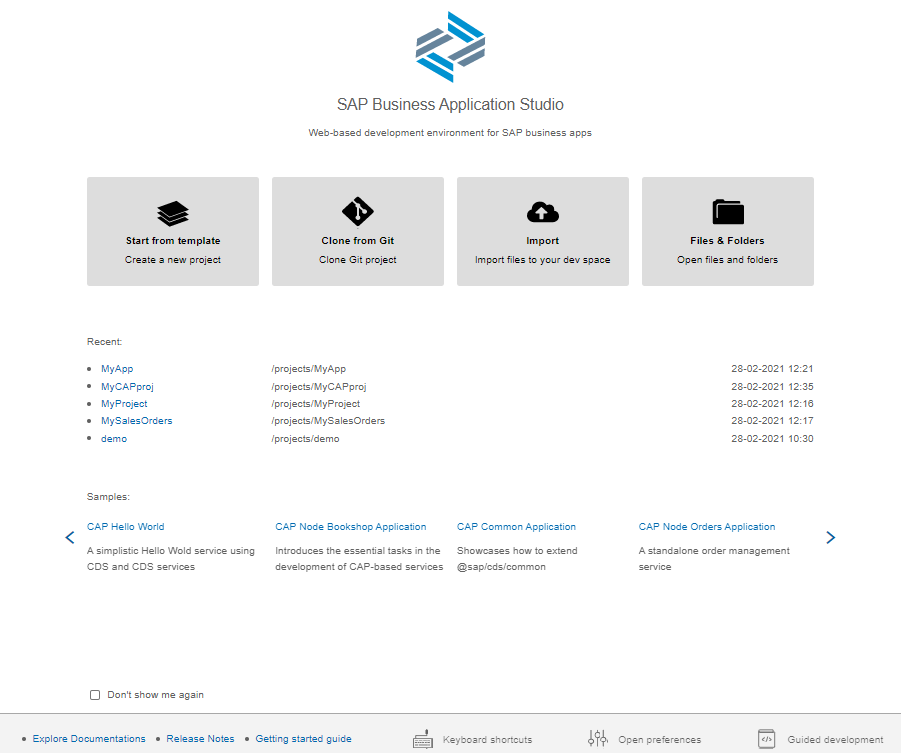 SAP Business Application Studio
Web-based development environment for SAP business apps
Start from template
Create a new project
Clone from Git
Clone Git project
Import
Import files to your dev space
Files & Folders
Open files and folders
Recent:
MyApp /projects/MyApp 28-02-2021 12:21
MyCAPproj /projects/MyCAPproj 28-02-2021 12:35
MyProject /projects/MyProject 28-02-2021 12:16
MySalesOrders /projects/MySalesOrders 28-02-2021 12:17
demo /projects/demo 28-02-2021 10:30
Samples:
CAP Hello World
A simplistic Hello Wold service using
CDS and CDS services
CAP Node Bookshop Application
Introduces the essential tasks in the
development of CAP-based services
CAP Common Application
Showcases how to extend
@sap/cds/common
CAP Node Orders Application
A standalone order management
service
Don't show me again
Explore Documentations Release Notes Getting started guide Keyboard shortcuts Open preferences Guided development